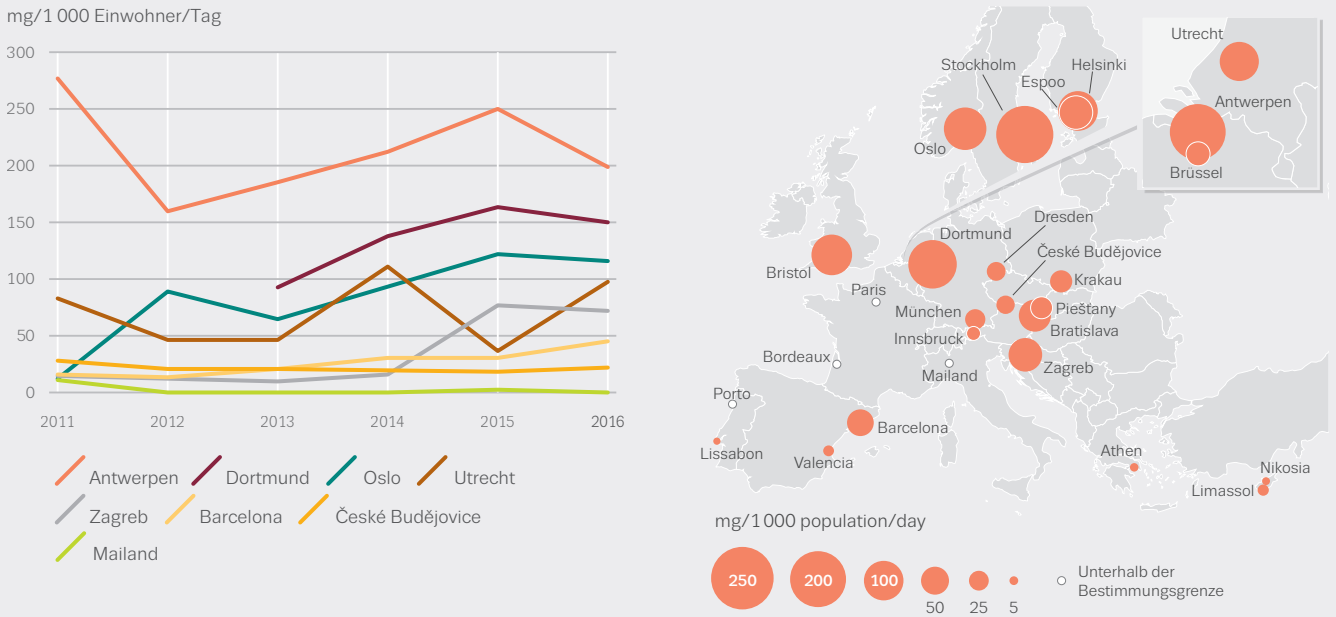 mg/1 000 Einwohner/Tag
300
250
200
150
100
50
0
2011 2012 2013 2014 2015 2016
Antwerpen Dortmund Oslo Utrecht
Zagreb Barcelona České Budějovice
Mailand
Utrecht
Antwerpen
Brüssel
Stockholm
Helsinki
Espoo
Oslo
Dresden
Dortmund
České Budějovice
Bristol
Krakau
Paris
München
Pieštany
Bratislava
Innsbruck
Bordeaux
Mailand
Zagreb
Porto
Barcelona
Lissabon
Valencia
Athen
Nikosia
Limassol
mg/1 000 population/day
250 200 100
50 25 5
Unterhalb der
Bestimmungsgrenze